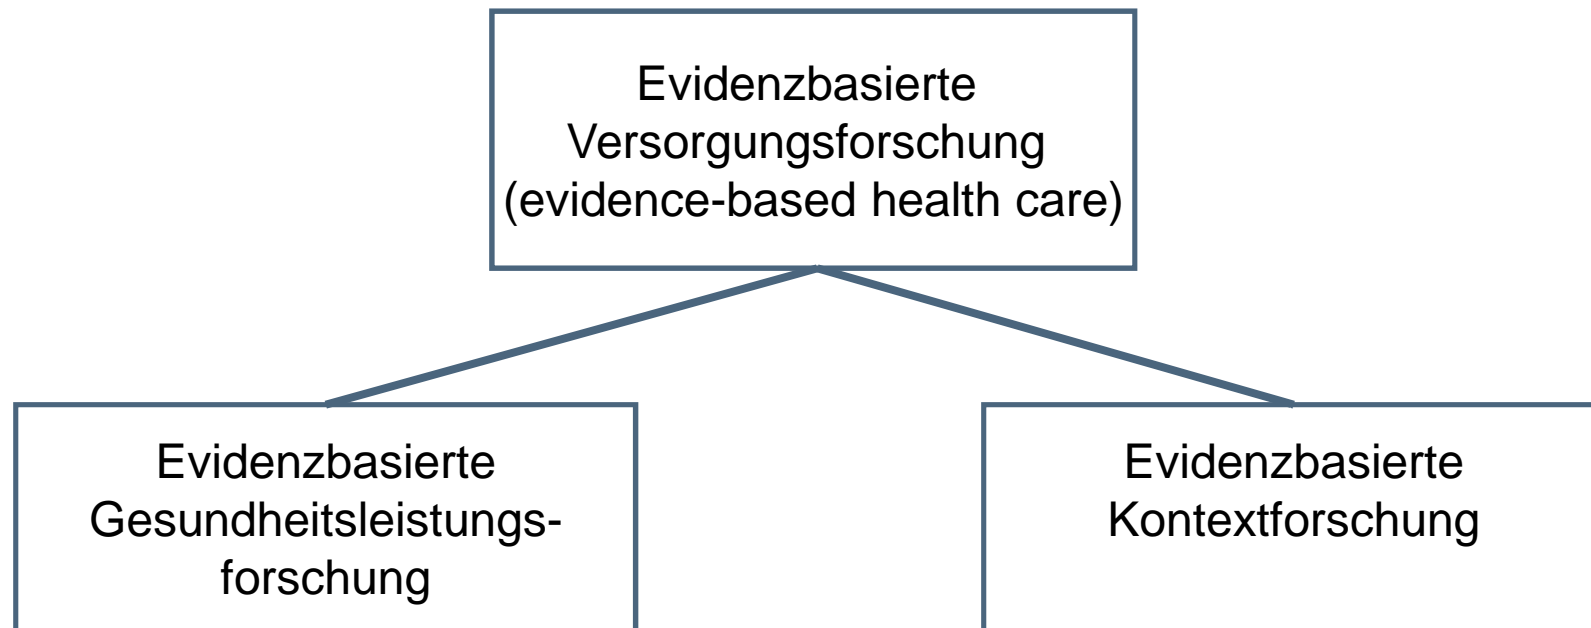 Evidenzbasierte
Versorgungsforschung
(evidence-based health care)
Evidenzbasierte
Gesundheitsleistungs-
forschung
Evidenzbasierte
Kontextforschung